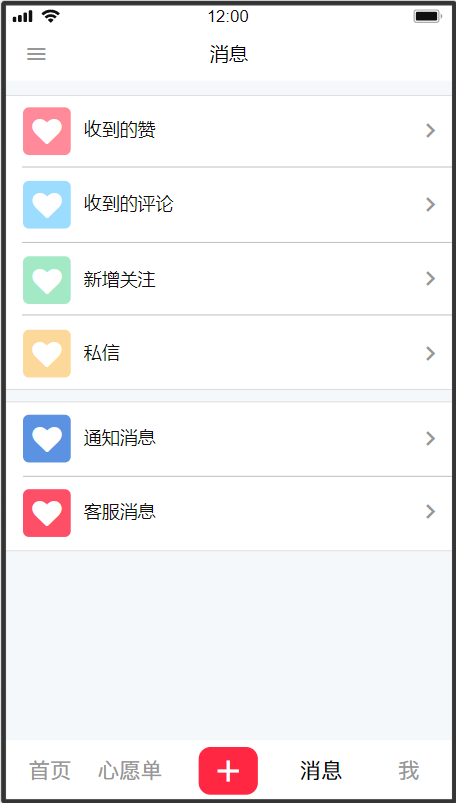 12:00
消息
收到的赞
收到的评论
新增关注
私信
通知消息
客服消息
首页 心愿单 消息 我